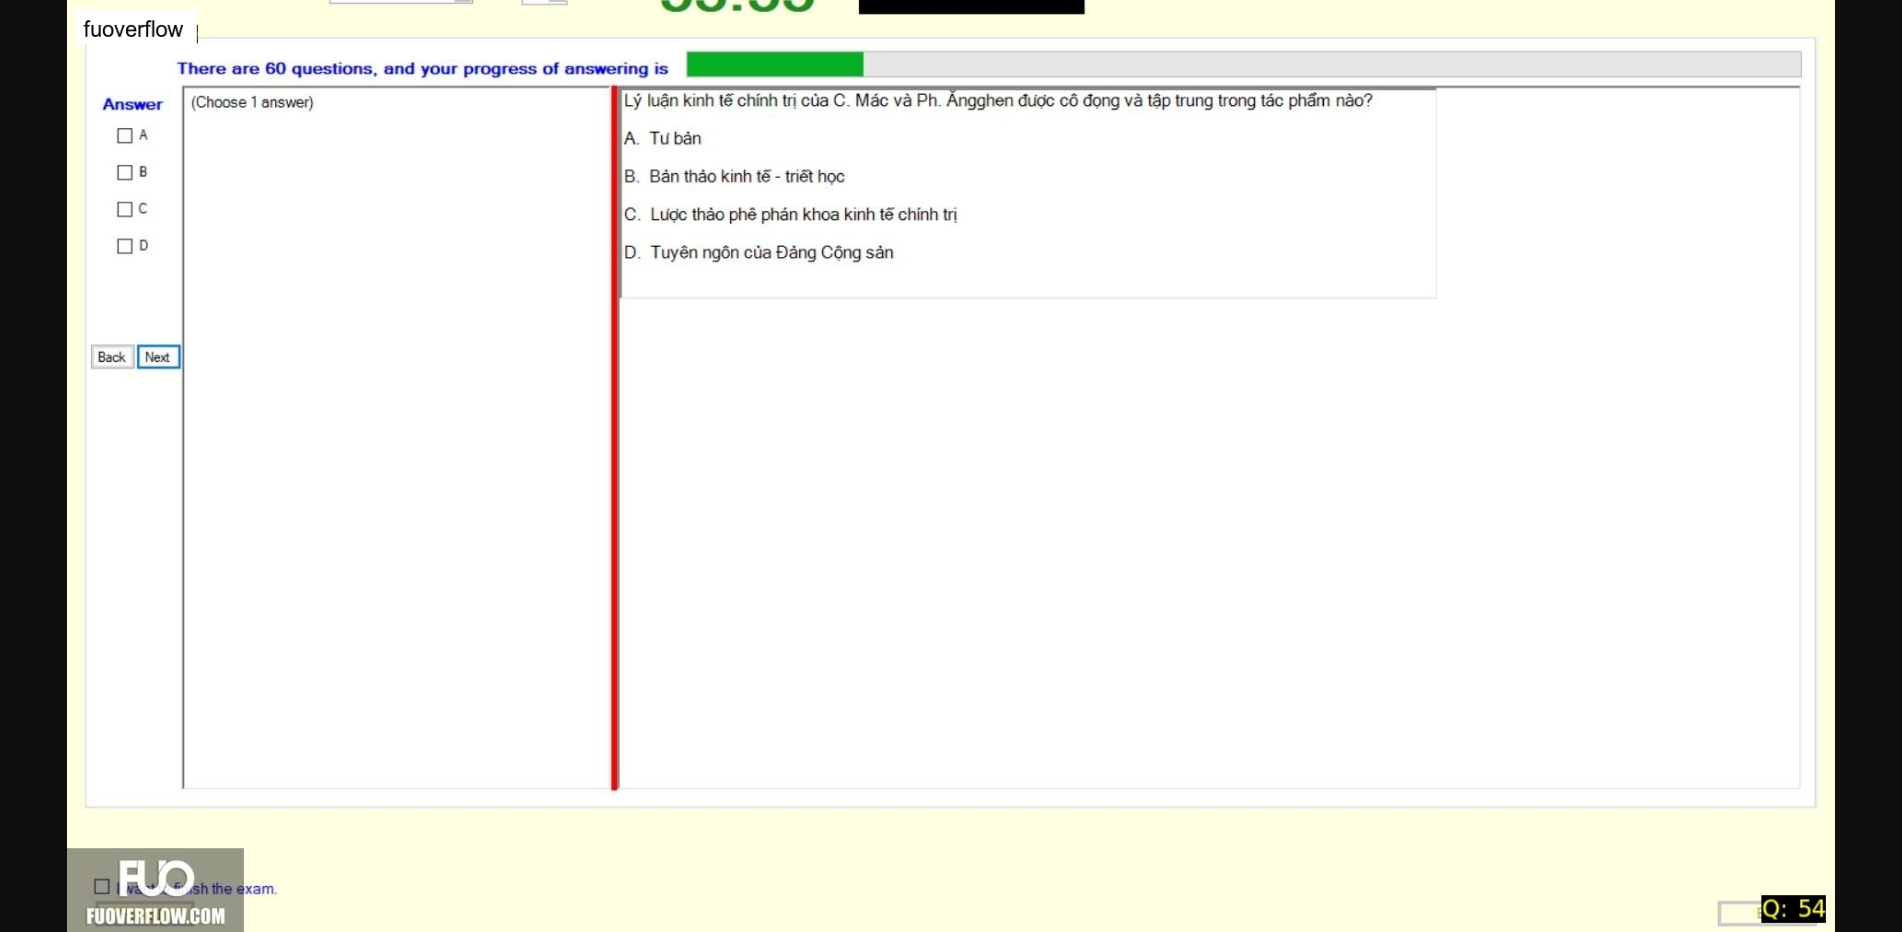 fuoverflow
There are 60 questions, and your progress of answering is
Answer
(Choose 1 answer)
A
B
C
D
Back Next
Lý luận kinh tế chính trị của C. Mác và Ph. Ăngghen được cô đọng và tập trung trong tác phẩm nào?
A. Tư bản
B. Bản thảo kinh tế - triết học
C. Lược thảo phê phán khoa kinh tế chính trị
D. Tuyên ngôn của Đảng Cộng sản
FUO
finish the exam.
FUOVERFLOW.COM
Q: 54